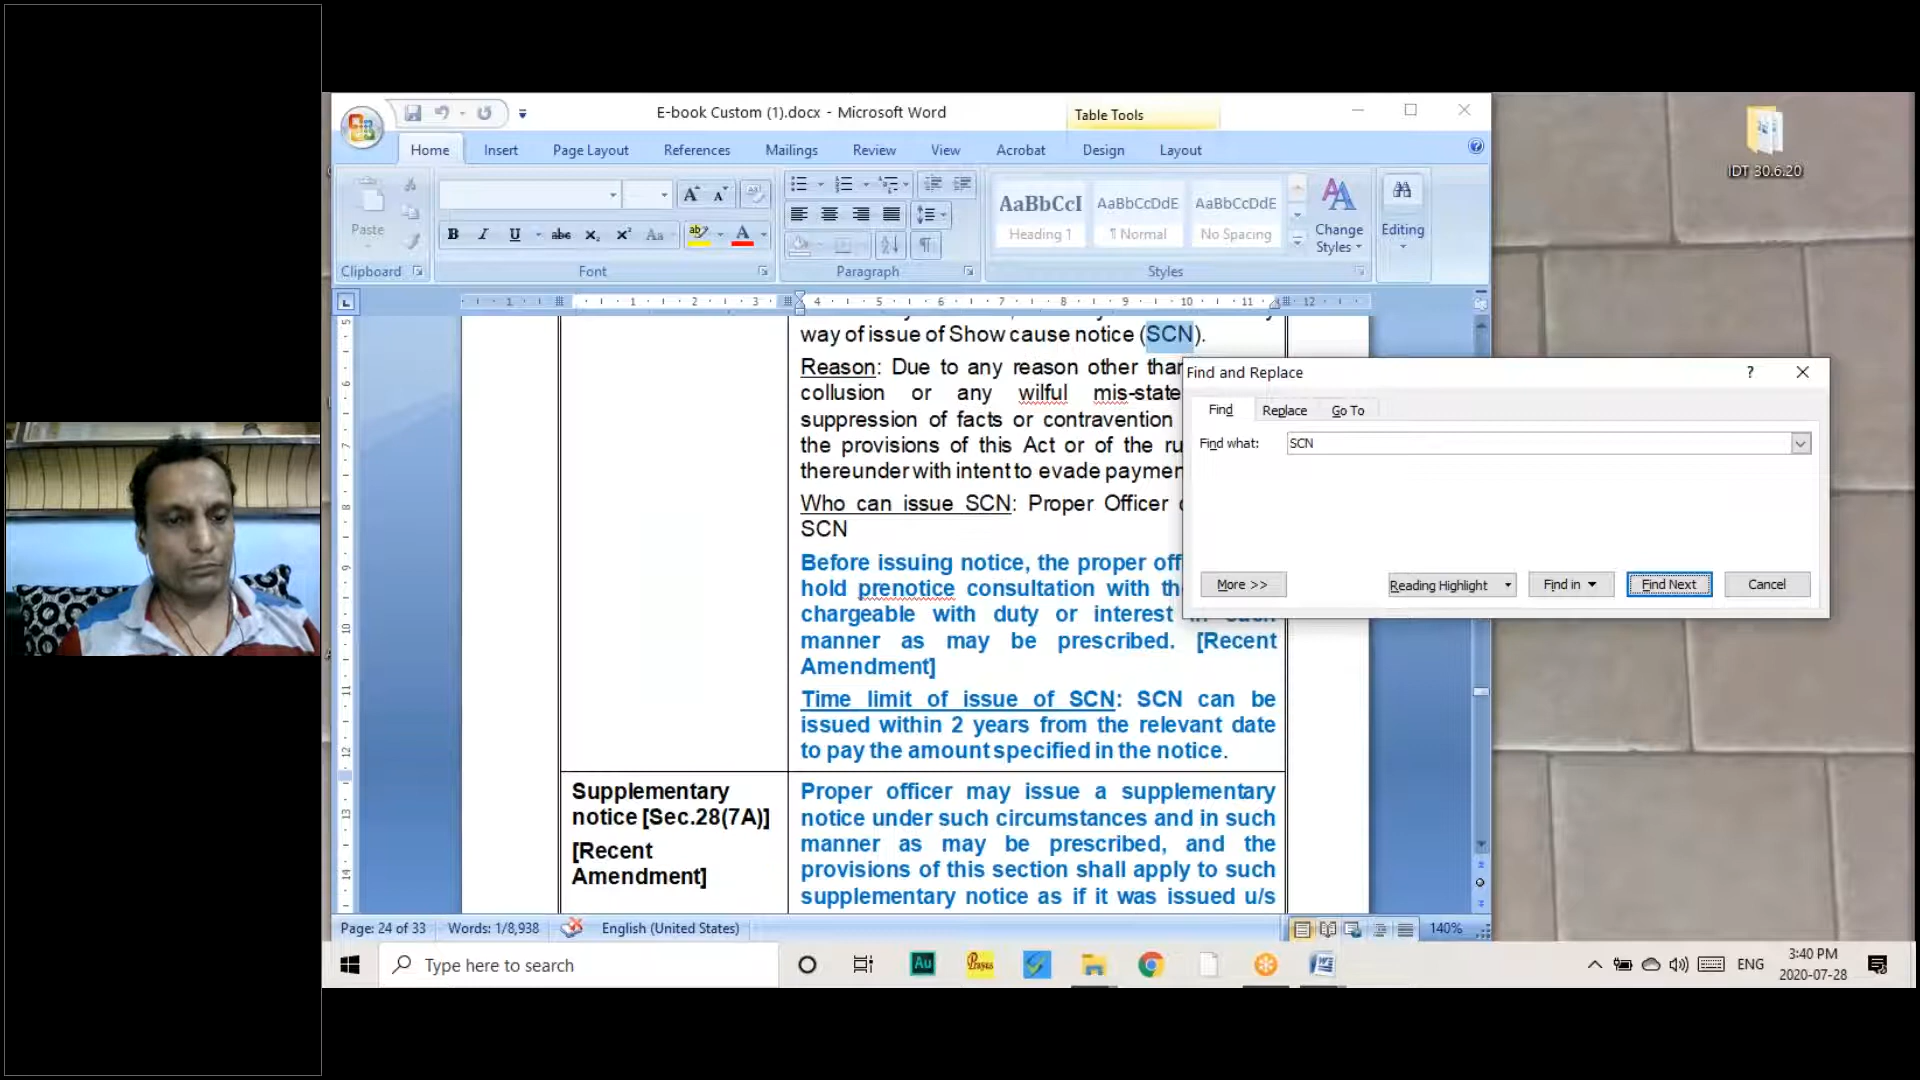 E-book Custom (1).docx - Microsoft Word
Table Tools
Home Insert Page Layout References Mailings Review View Acrobat Design Layout
Paste
Clipboard
Font
Paragraph
AaBbCcI AaBbCcDdE AaBbCcDdE
Heading 1 ¶ Normal No Spacing
Change
Styles
Styles
Editing
IDT 30.6.20
way of issue of Show cause notice (SCN).
Reason: Due to any reason other than
collusion or any wilful mis-state
suppression of facts or contravention
the provisions of this Act or of the ru
thereunder with intent to evade paymen
Who can issue SCN: Proper Officer
SCN
Before issuing notice, the proper off
hold prenotice consultation with the
chargeable with duty or interest in such
manner as may be prescribed. [Recent
Amendment]
Time limit of issue of SCN: SCN can be
issued within 2 years from the relevant date
to pay the amount specified in the notice.
Supplementary
notice [Sec.28(7A)]
[Recent
Amendment]
Proper officer may issue a supplementary
notice under such circumstances and in such
manner as may be prescribed, and the
provisions of this section shall apply to such
supplementary notice as if it was issued u/s
Find and Replace
Find Replace Go To
Find what: SCN
More >> Reading Highlight Find in Find Next Cancel
Page: 24 of 33 Words: 1/8,938 English (United States) 140%
Type here to search
Au
Prayas
ENG
3:40 PM
2020-07-28